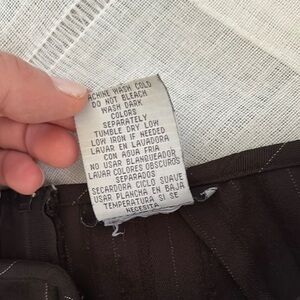 MACHINE WASH COLD
DO NOT BLEACH
WASH DARK
COLORS
SEPARATELY
TUMBLE DRY LOW
LOW IRON IF NEEDED
LAVAR EN LAVADORA
CON AGUA FRIA
NO USAR BLANQUEADOR
LAVAR COLORES OBSCUROS
SEPARADOS
SECARDORA CICLO SUAVE
USAR PLANCHA EN BAJA
TEMPERATURA SI SE
NECESITA